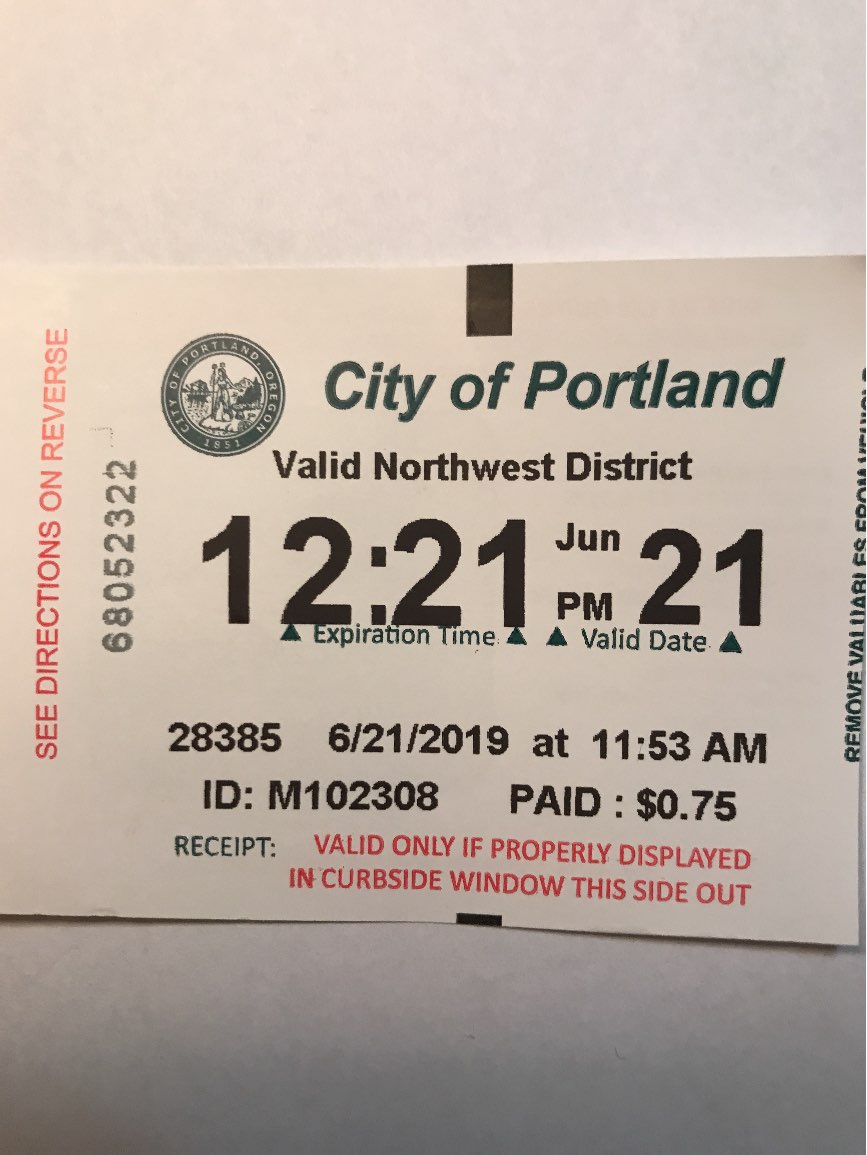 SEE DIRECTIONS ON REVERSE
68052322
CITY OF PORTLAND, OREGON
1851
City of Portland
Valid Northwest District
12:21 Jun PM 21
▲ Expiration Time ▲ ▲ Valid Date ▲
28385 6/21/2019 at 11:53 AM
ID: M102308 PAID : $0.75
RECEIPT: VALID ONLY IF PROPERLY DISPLAYED
IN CURBSIDE WINDOW THIS SIDE OUT
REMOVE VALUABLES FROM VEHICLE